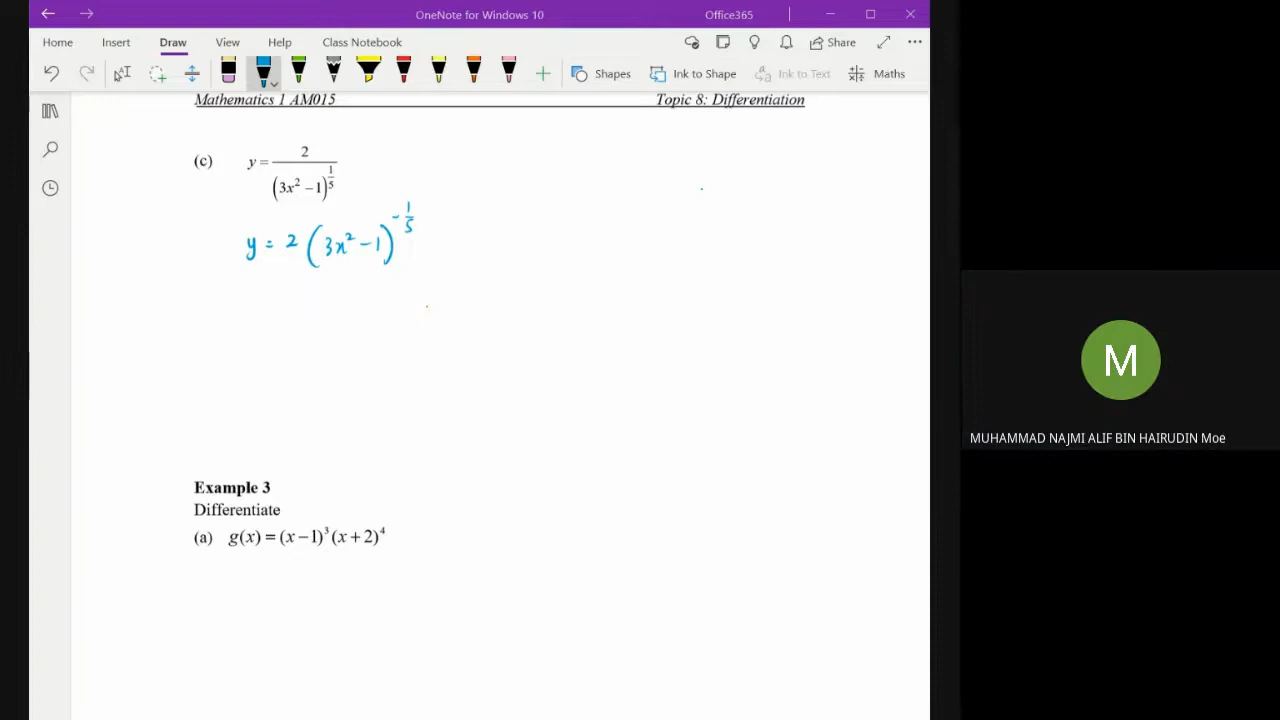 OneNote for Windows 10 Office365
Home Insert Draw View Help Class Notebook Share
Shapes Ink to Shape Ink to Text Maths
Mathematics 1 AM015 Topic 8: Differentiation
(c) y = 2 / (3x² − 1)^(1/5)
y = 2 (3x² − 1)^(−1/5)
M
MUHAMMAD NAJMI ALIF BIN HAIRUDIN Moe
Example 3
Differentiate
(a) g(x) = (x − 1)³ (x + 2)⁴